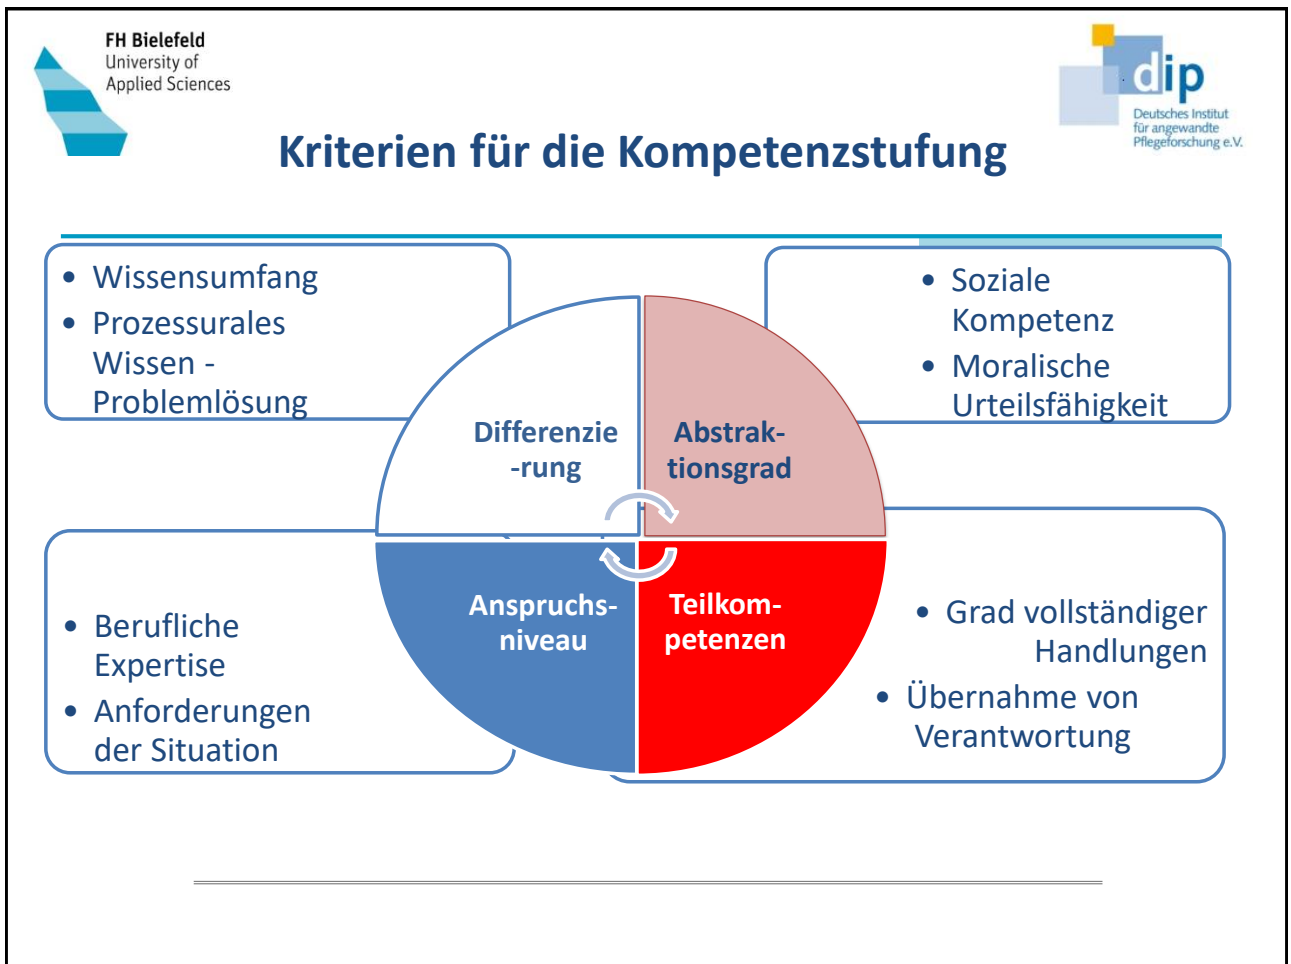 FH Bielefeld
University of
Applied Sciences
dip
Deutsches Institut
für angewandte
Pflegeforschung e.V.
Kriterien für die Kompetenzstufung
• Wissensumfang
• Prozessurales
Wissen -
Problemlösung
• Soziale
Kompetenz
• Moralische
Urteilsfähigkeit
Differenzie
-rung
Abstrak-
tionsgrad
Anspruchs-
niveau
Teilkom-
petenzen
• Berufliche
Expertise
• Anforderungen
der Situation
• Grad vollständiger
Handlungen
• Übernahme von
Verantwortung